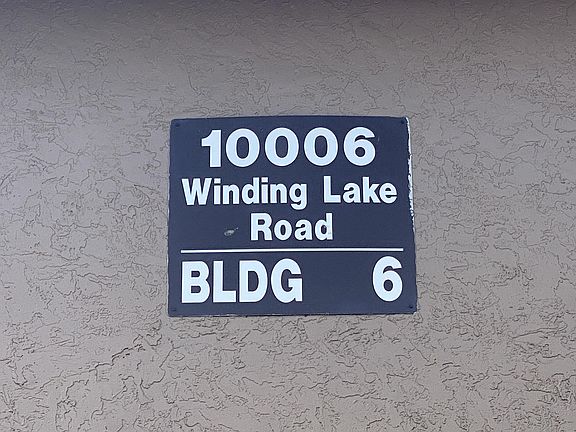 10006
Winding Lake
Road
BLDG 6